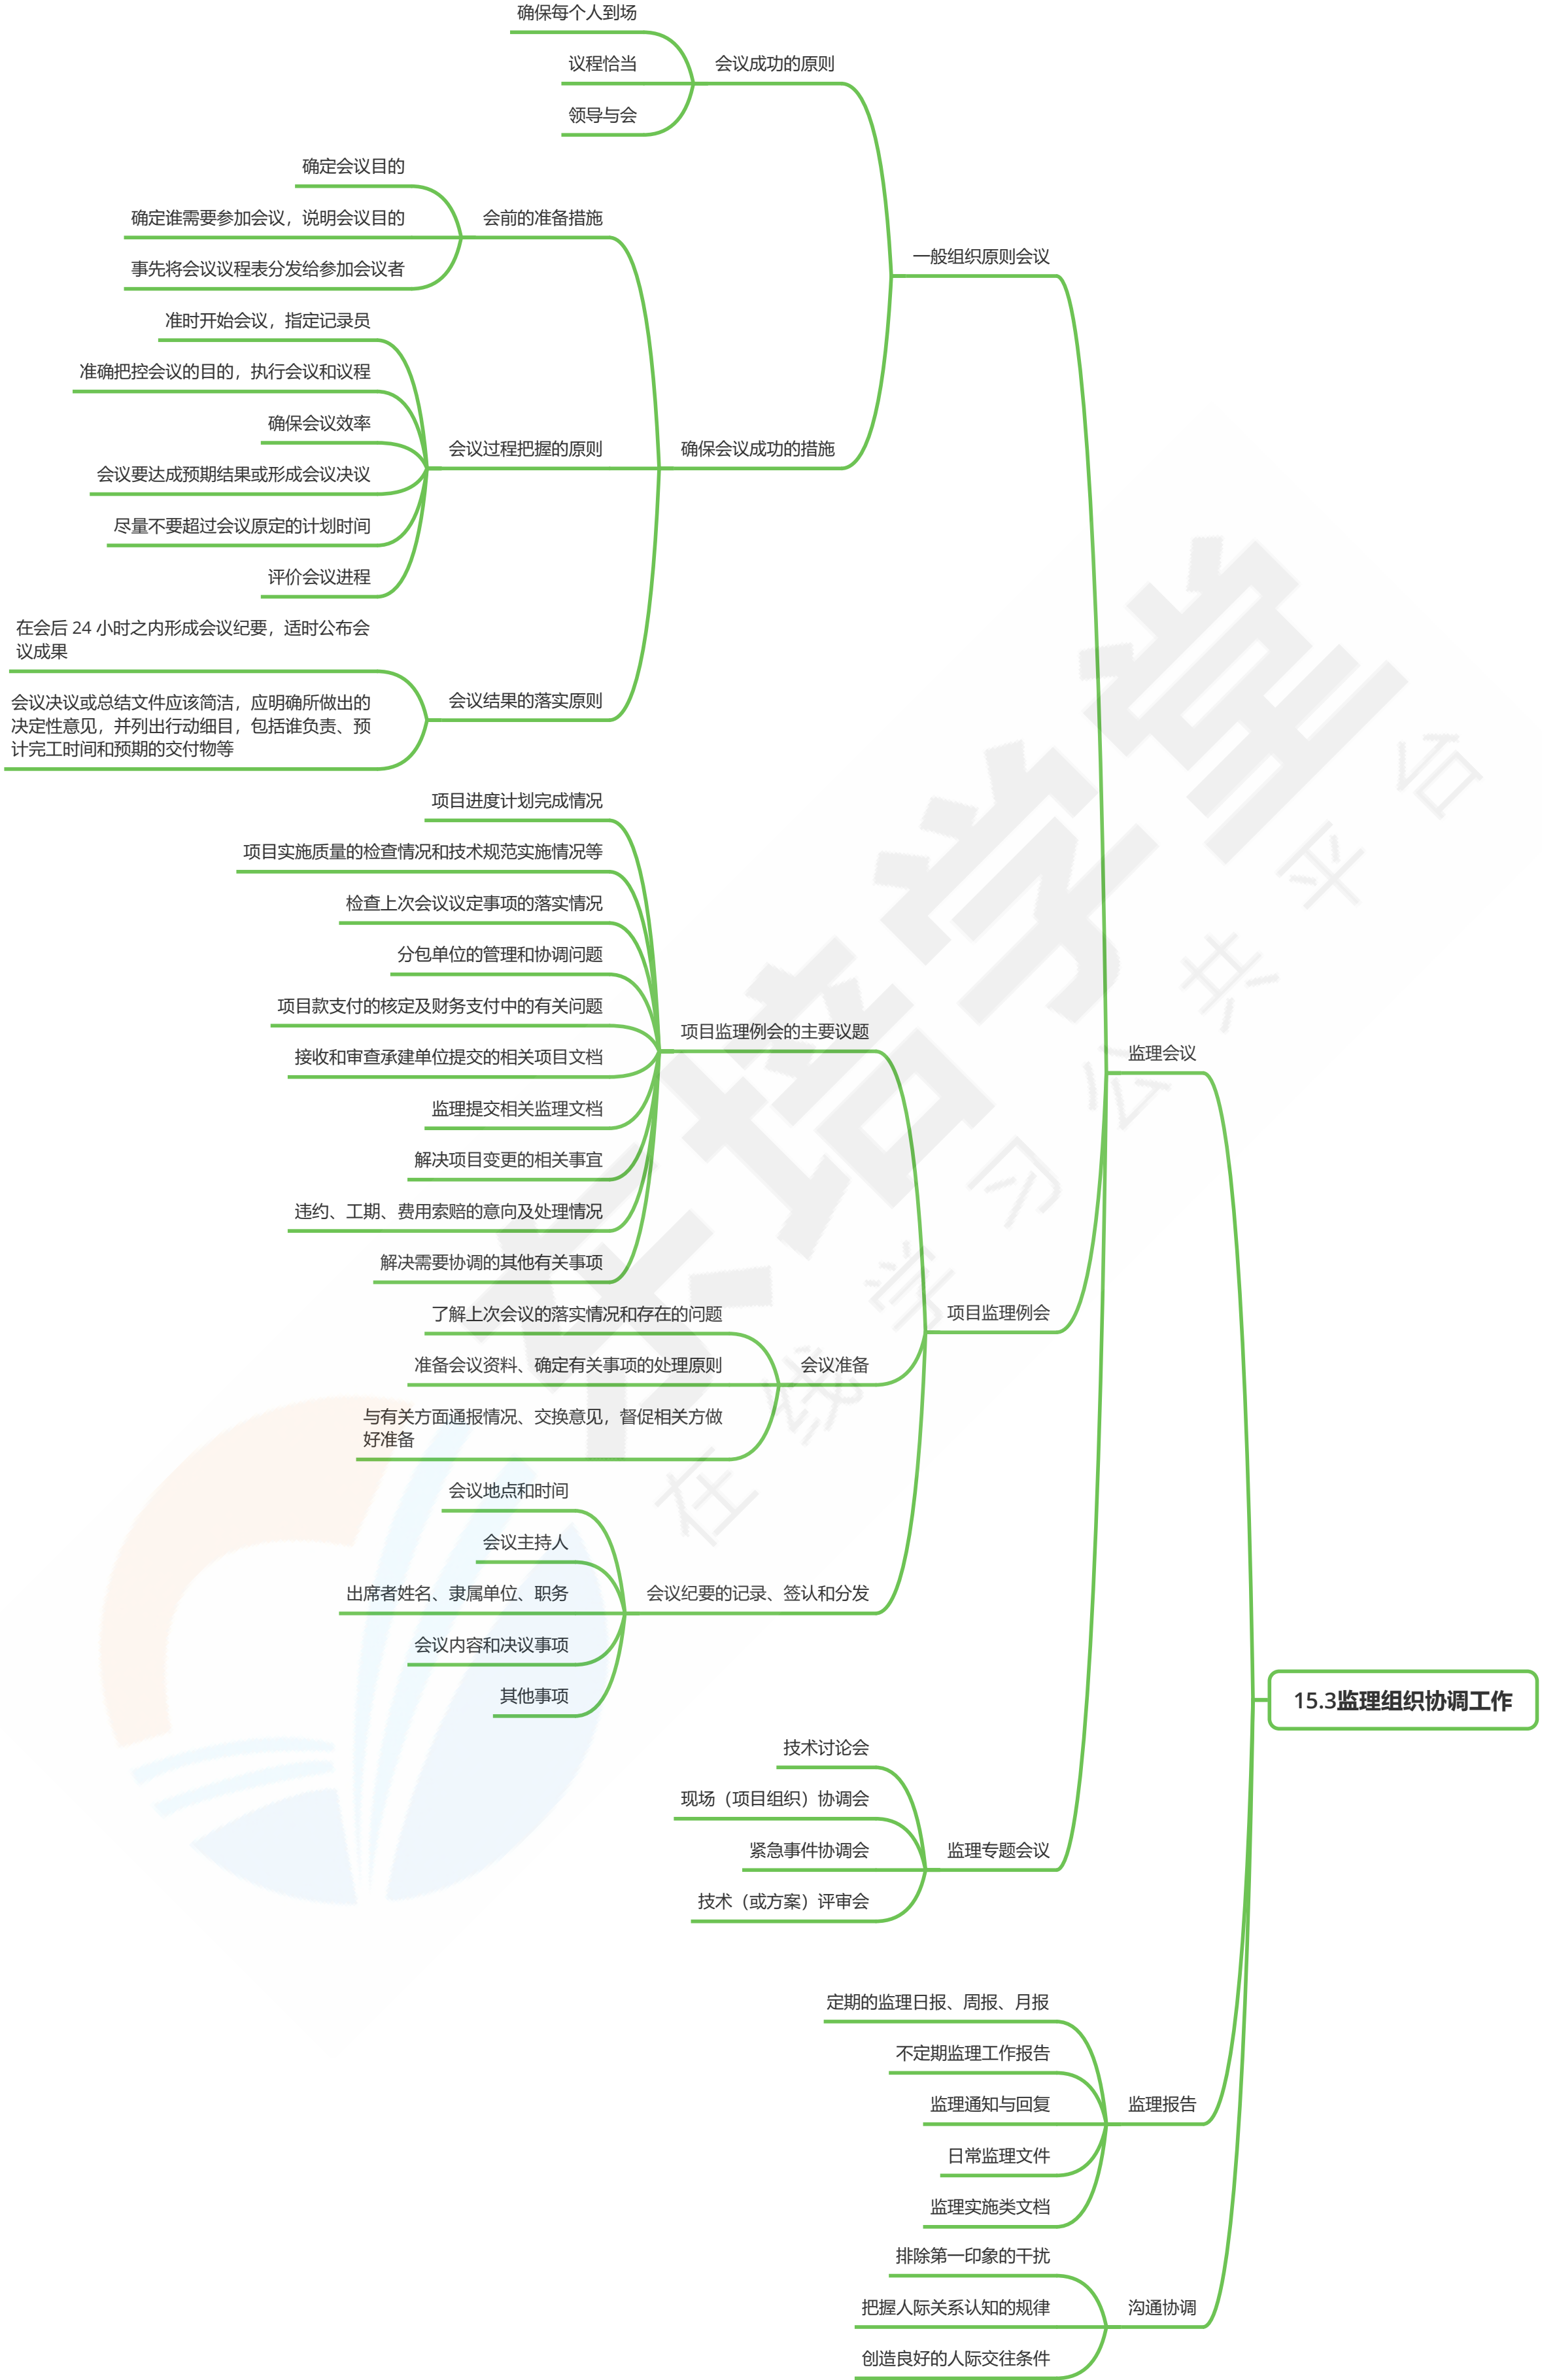 确保每个人到场
议程恰当
会议成功的原则
领导与会
确定会议目的
确定谁需要参加会议，说明会议目的
会前的准备措施
事先将会议议程表分发给参加会议者
一般组织原则会议
准时开始会议，指定记录员
准确把控会议的目的，执行会议和议程
确保会议效率
会议过程把握的原则
确保会议成功的措施
会议要达成预期结果或形成会议决议
尽量不要超过会议原定的计划时间
评价会议进程
在会后 24 小时之内形成会议纪要，适时公布会
议成果
会议结果的落实原则
会议决议或总结文件应该简洁，应明确所做出的
决定性意见，并列出行动细目，包括谁负责、预
计完工时间和预期的交付物等
项目进度计划完成情况
项目实施质量的检查情况和技术规范实施情况等
检查上次会议议定事项的落实情况
分包单位的管理和协调问题
项目款支付的核定及财务支付中的有关问题
项目监理例会的主要议题
接收和审查承建单位提交的相关项目文档
监理会议
监理提交相关监理文档
解决项目变更的相关事宜
违约、工期、费用索赔的意向及处理情况
解决需要协调的其他有关事项
了解上次会议的落实情况和存在的问题
项目监理例会
准备会议资料、确定有关事项的处理原则
会议准备
与有关方面通报情况、交换意见，督促相关方做
好准备
会议地点和时间
会议主持人
出席者姓名、隶属单位、职务
会议纪要的记录、签认和分发
会议内容和决议事项
其他事项
15.3监理组织协调工作
技术讨论会
现场（项目组织）协调会
紧急事件协调会
监理专题会议
技术（或方案）评审会
定期的监理日报、周报、月报
不定期监理工作报告
监理通知与回复
监理报告
日常监理文件
监理实施类文档
排除第一印象的干扰
把握人际关系认知的规律
沟通协调
创造良好的人际交往条件
乐培学堂
在线学习公共平台